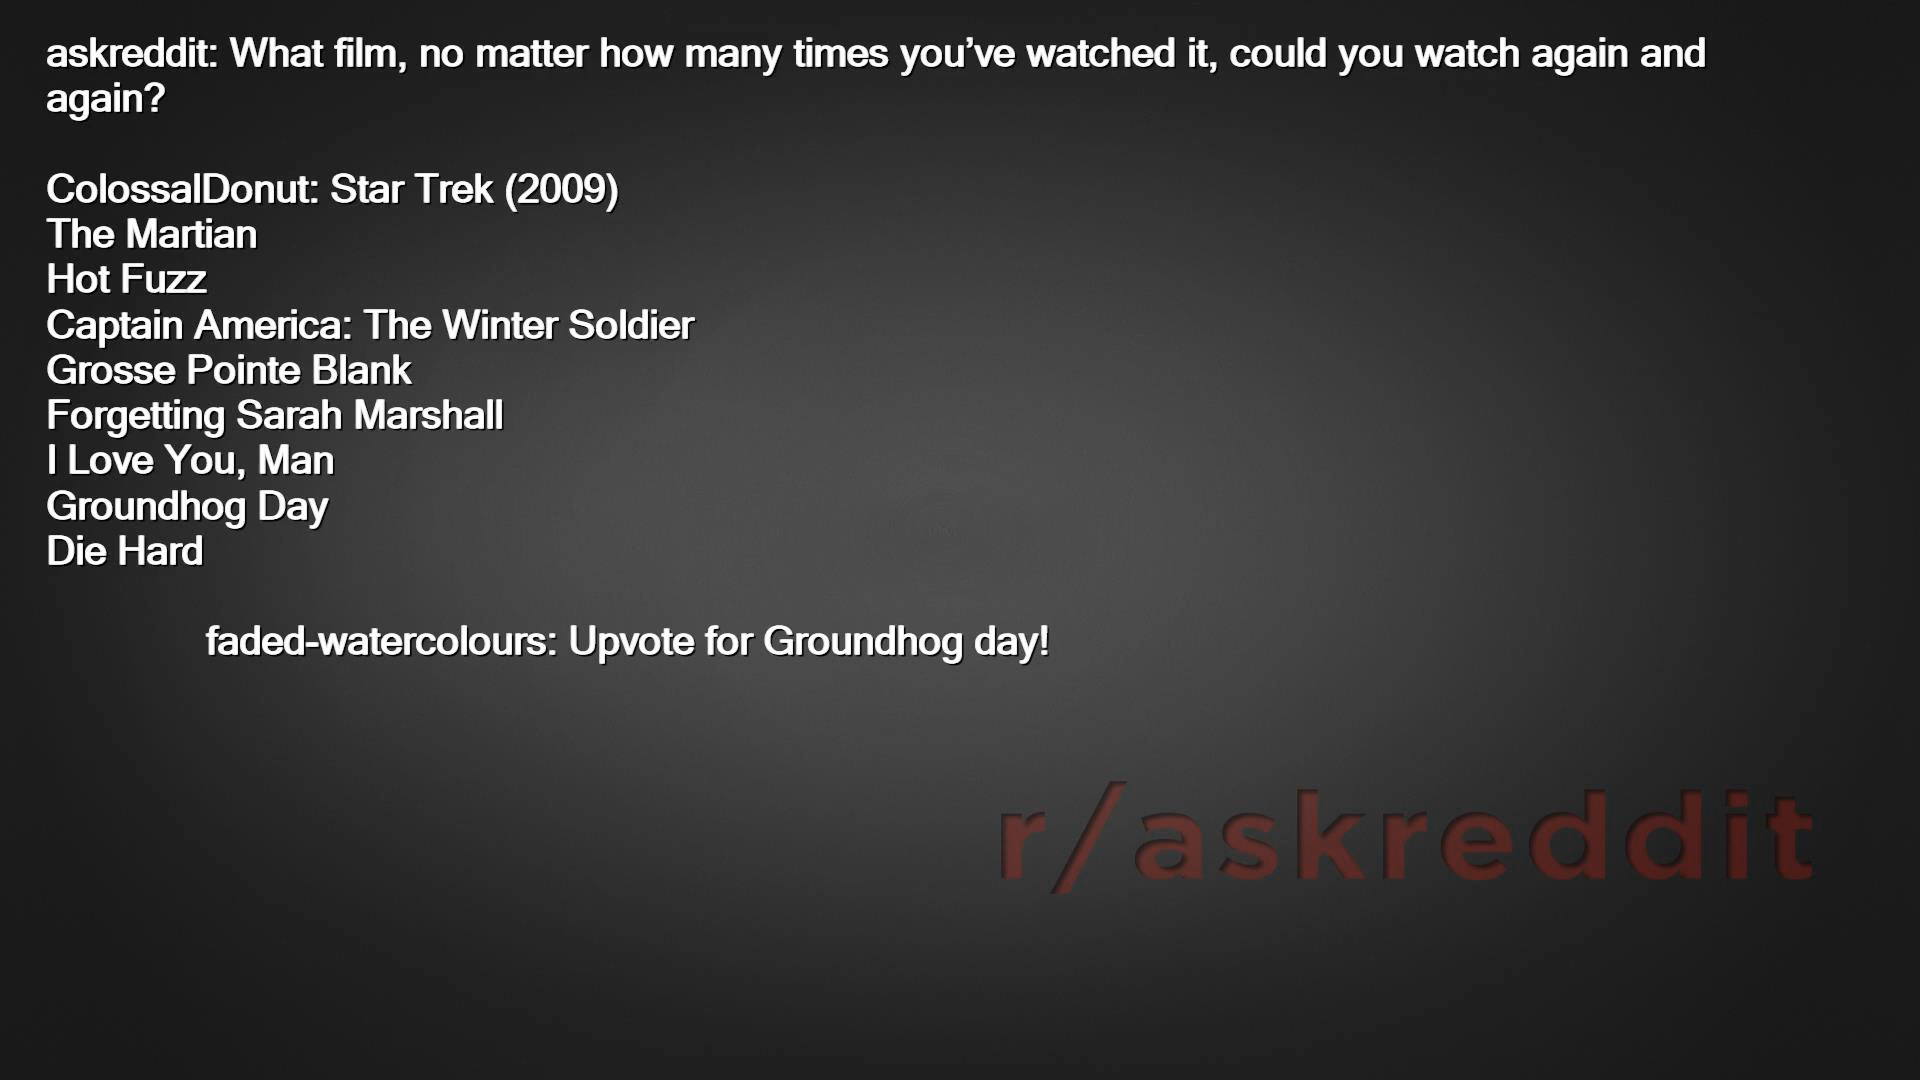 askreddit: What film, no matter how many times you’ve watched it, could you watch again and
again?
ColossalDonut: Star Trek (2009)
The Martian
Hot Fuzz
Captain America: The Winter Soldier
Grosse Pointe Blank
Forgetting Sarah Marshall
I Love You, Man
Groundhog Day
Die Hard
faded-watercolours: Upvote for Groundhog day!
r/askreddit